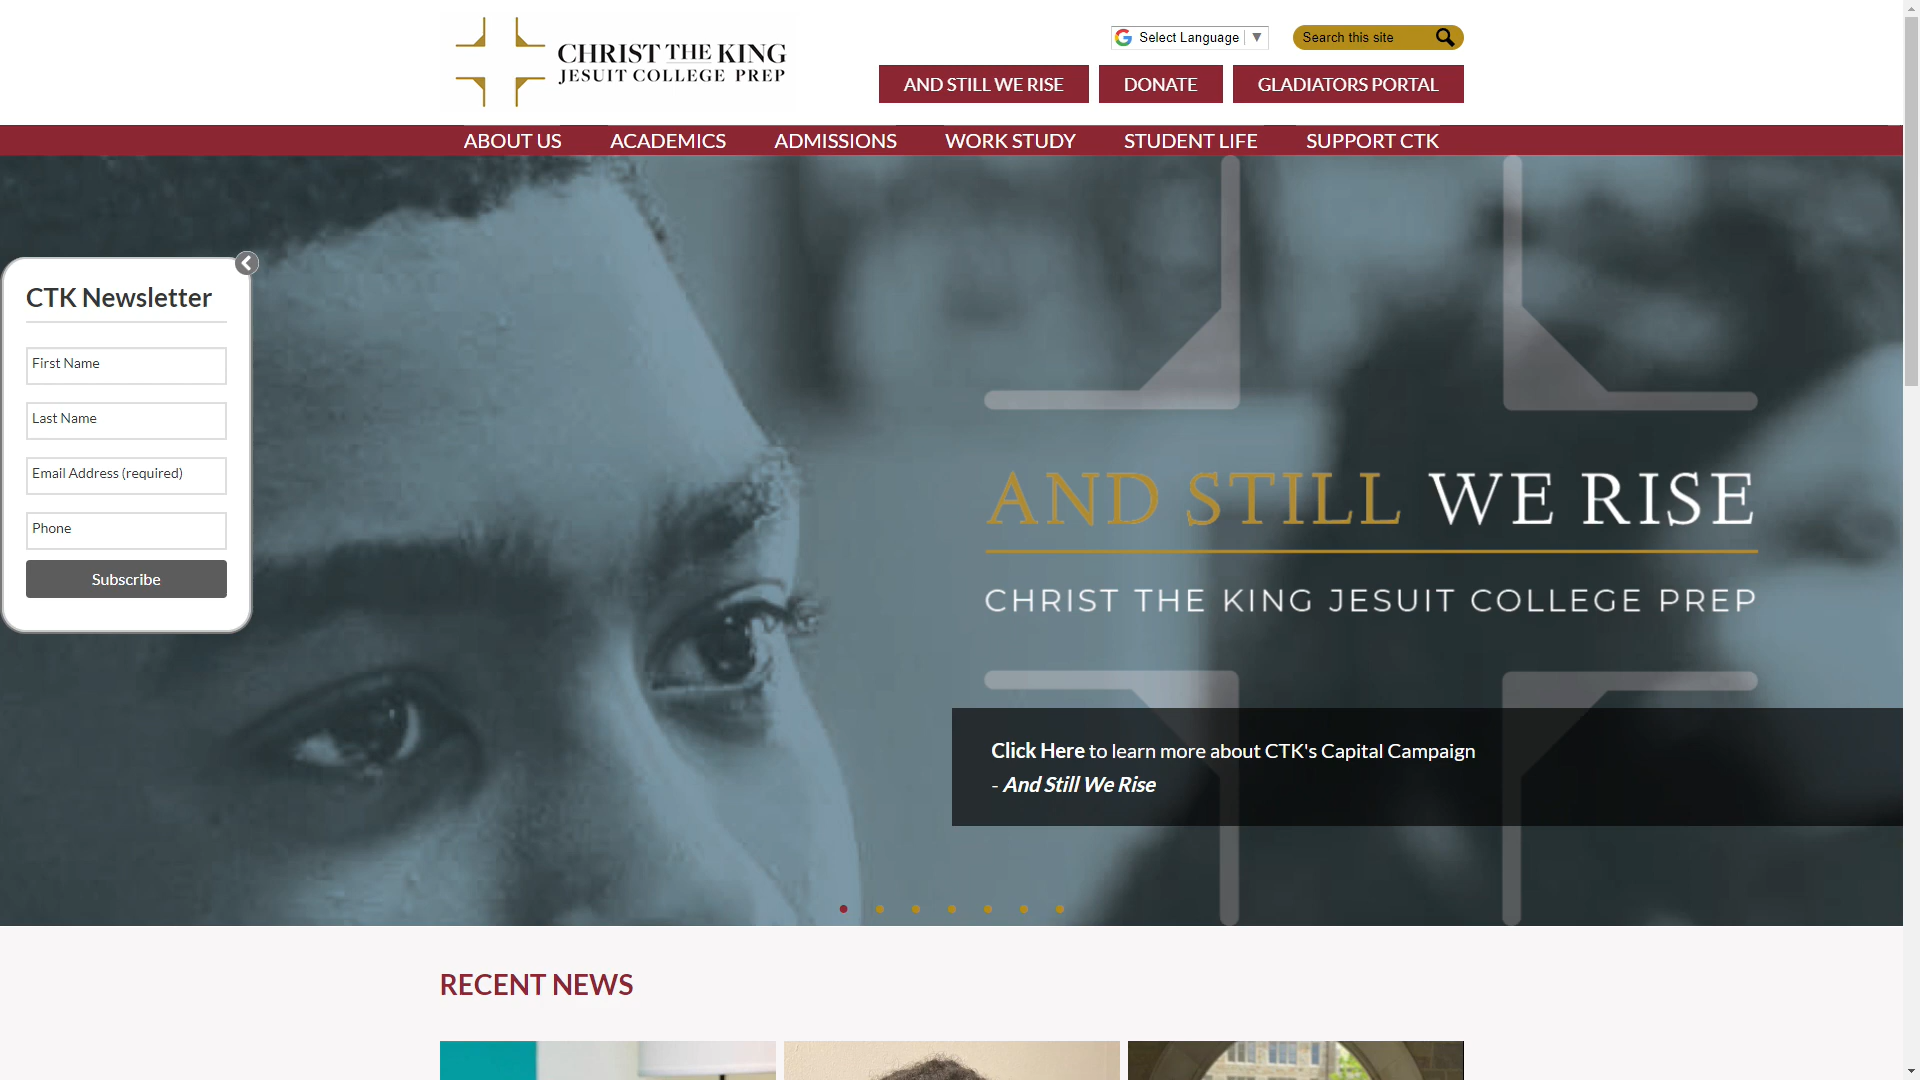 CHRIST THE KING
JESUIT COLLEGE PREP
Select Language ▼
Search this site
AND STILL WE RISE
DONATE
GLADIATORS PORTAL
ABOUT US
ACADEMICS
ADMISSIONS
WORK STUDY
STUDENT LIFE
SUPPORT CTK
CTK Newsletter
First Name
Last Name
Email Address (required)
Phone
Subscribe
AND STILL WE RISE
CHRIST THE KING JESUIT COLLEGE PREP
Click Here to learn more about CTK's Capital Campaign
- And Still We Rise
RECENT NEWS